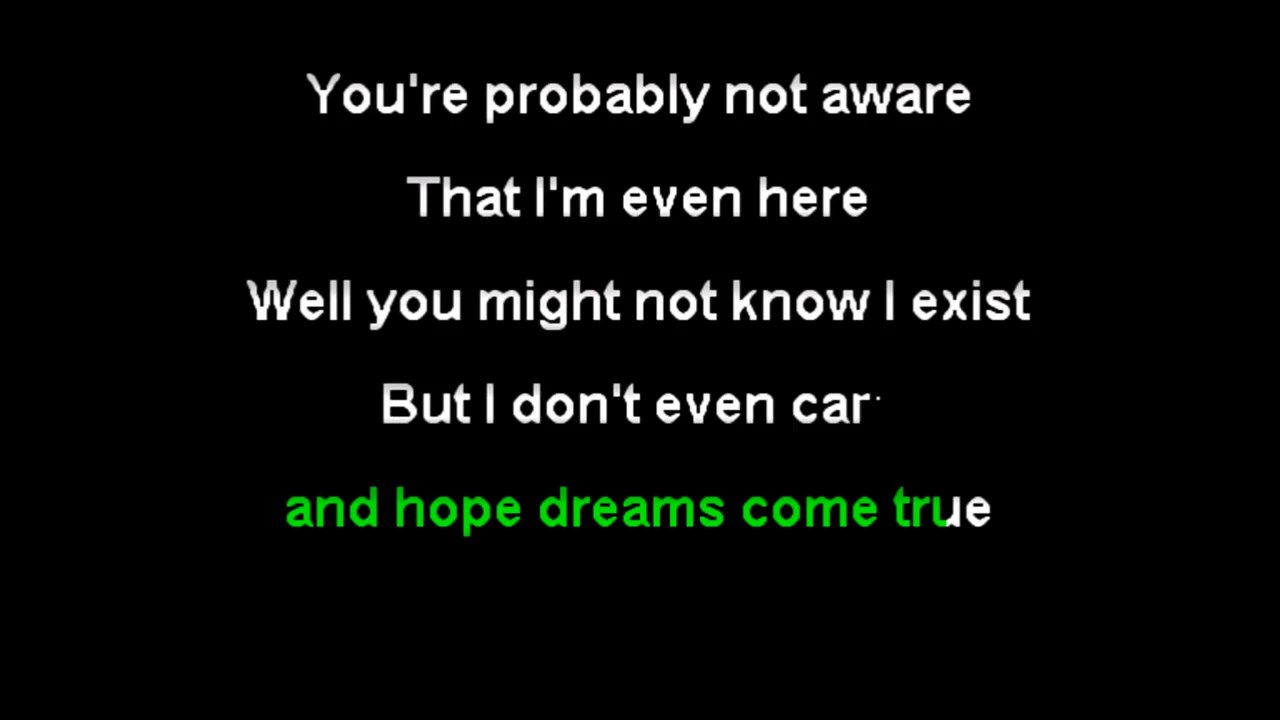 You're probably not aware
That I'm even here
Well you might not know I exist
But I don't even car
and hope dreams come true